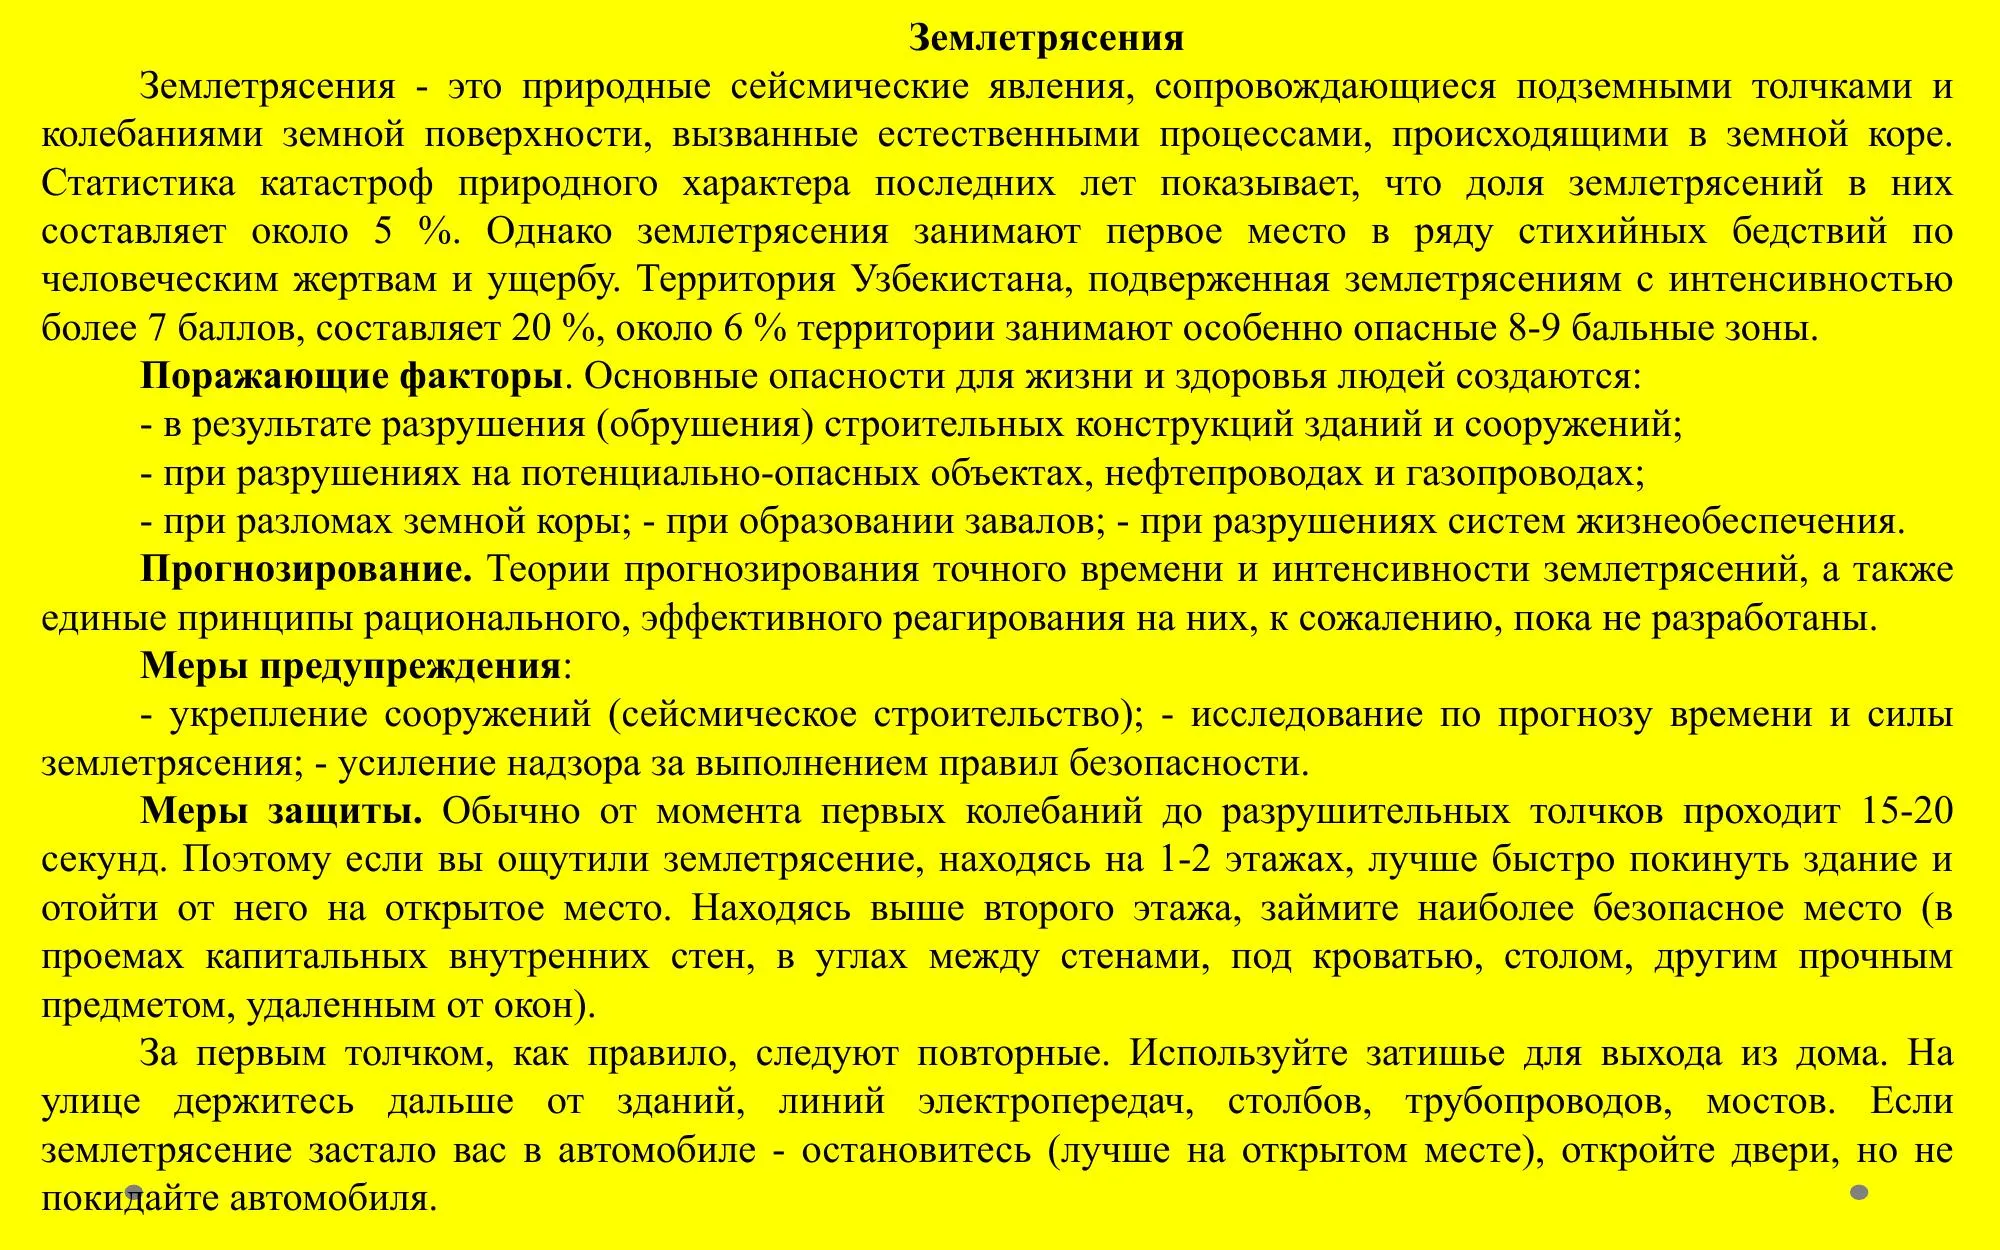 Землетрясения
Землетрясения - это природные сейсмические явления, сопровождающиеся подземными толчками и
колебаниями земной поверхности, вызванные естественными процессами, происходящими в земной коре.
Статистика катастроф природного характера последних лет показывает, что доля землетрясений в них
составляет около 5 %. Однако землетрясения занимают первое место в ряду стихийных бедствий по
человеческим жертвам и ущербу. Территория Узбекистана, подверженная землетрясениям с интенсивностью
более 7 баллов, составляет 20 %, около 6 % территории занимают особенно опасные 8-9 бальные зоны.
Поражающие факторы. Основные опасности для жизни и здоровья людей создаются:
- в результате разрушения (обрушения) строительных конструкций зданий и сооружений;
- при разрушениях на потенциально-опасных объектах, нефтепроводах и газопроводах;
- при разломах земной коры; - при образовании завалов; - при разрушениях систем жизнеобеспечения.
Прогнозирование. Теории прогнозирования точного времени и интенсивности землетрясений, а также
единые принципы рационального, эффективного реагирования на них, к сожалению, пока не разработаны.
Меры предупреждения:
- укрепление сооружений (сейсмическое строительство); - исследование по прогнозу времени и силы
землетрясения; - усиление надзора за выполнением правил безопасности.
Меры защиты. Обычно от момента первых колебаний до разрушительных толчков проходит 15-20
секунд. Поэтому если вы ощутили землетрясение, находясь на 1-2 этажах, лучше быстро покинуть здание и
отойти от него на открытое место. Находясь выше второго этажа, займите наиболее безопасное место (в
проемах капитальных внутренних стен, в углах между стенами, под кроватью, столом, другим прочным
предметом, удаленным от окон).
За первым толчком, как правило, следуют повторные. Используйте затишье для выхода из дома. На
улице держитесь дальше от зданий, линий электропередач, столбов, трубопроводов, мостов. Если
землетрясение застало вас в автомобиле - остановитесь (лучше на открытом месте), откройте двери, но не
покидайте автомобиля.